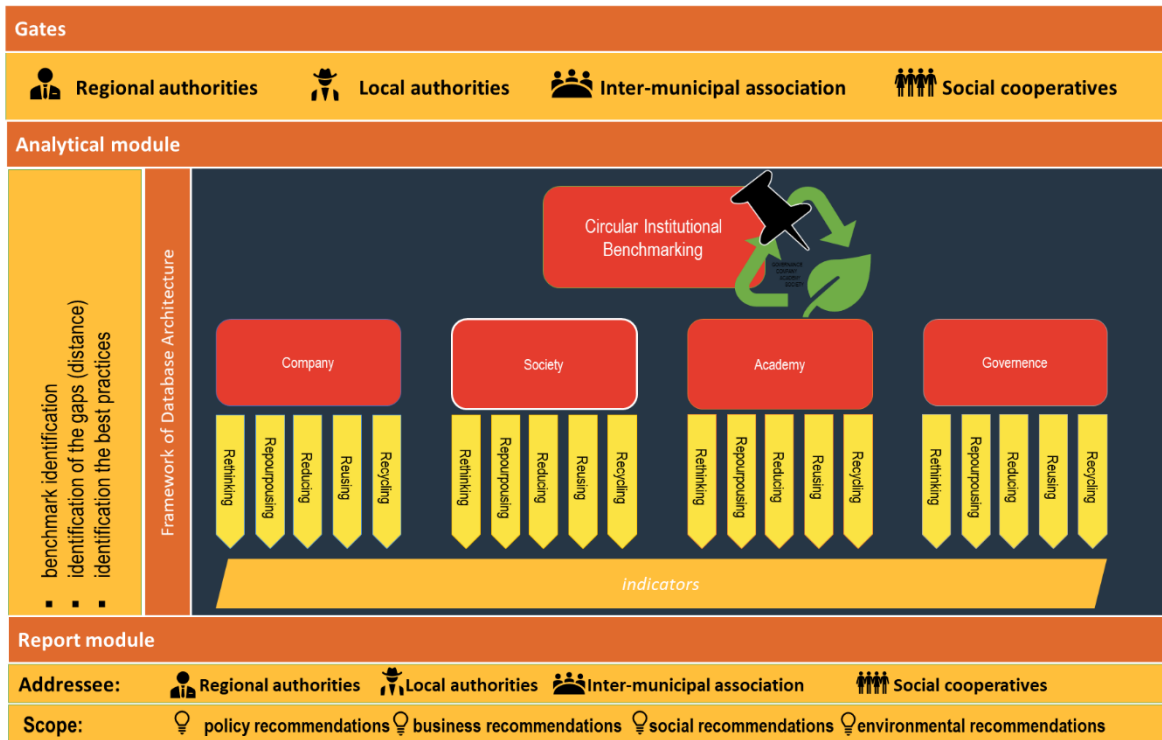 Gates
Regional authorities
Local authorities
Inter-municipal association
Social cooperatives
Analytical module
benchmark identification
identification of the gaps (distance)
identification the best practices
Framework of Database Architecture
Circular Institutional
Benchmarking
GOVERNANCE
COMPANY
ACADEMY
SOCIETY
Company
Society
Academy
Governence
Rethinking
Repourpousing
Reducing
Reusing
Recycling
Rethinking
Repourpousing
Reducing
Reusing
Recycling
Rethinking
Repourpousing
Reducing
Reusing
Recycling
Rethinking
Repourpousing
Reducing
Reusing
Recycling
indicators
Report module
Addressee: Regional authorities Local authorities Inter-municipal association Social cooperatives
Scope: policy recommendations business recommendations social recommendations environmental recommendations